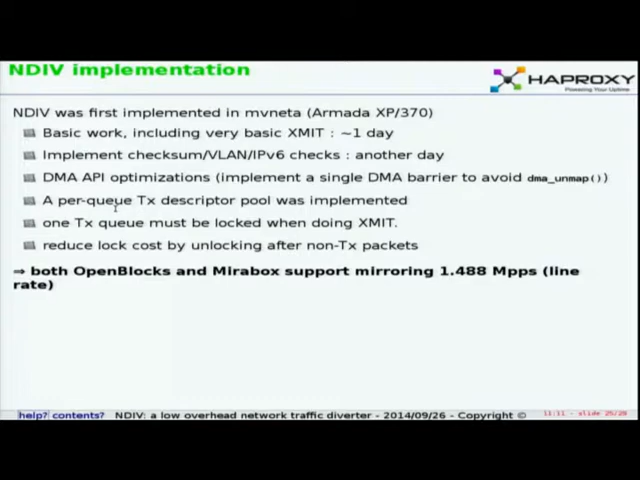 NDIV implementation
HAPROXY
Powering Your Uptime
NDIV was first implemented in mvneta (Armada XP/370)
Basic work, including very basic XMIT : ~1 day
Implement checksum/VLAN/IPv6 checks : another day
DMA API optimizations (implement a single DMA barrier to avoid dma_unmap())
A per-queue Tx descriptor pool was implemented
one Tx queue must be locked when doing XMIT.
reduce lock cost by unlocking after non-Tx packets
⇒ both OpenBlocks and Mirabox support mirroring 1.488 Mpps (line
rate)
help? contents? NDIV: a low overhead network traffic diverter - 2014/09/26 - Copyright © 11:11 - slide